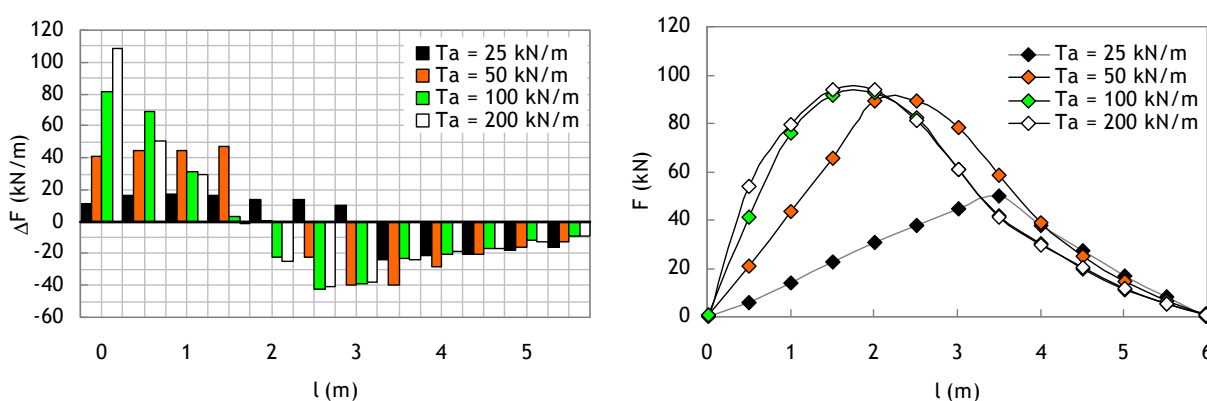 120
100
80
60
40
20
0
-20
-40
-60
ΔF (kN/m)
Ta = 25 kN/m
Ta = 50 kN/m
Ta = 100 kN/m
Ta = 200 kN/m
0 1 2 3 4 5
l (m)
120
100
80
60
40
20
0
F (kN)
Ta = 25 kN/m
Ta = 50 kN/m
Ta = 100 kN/m
Ta = 200 kN/m
0 1 2 3 4 5 6
l (m)